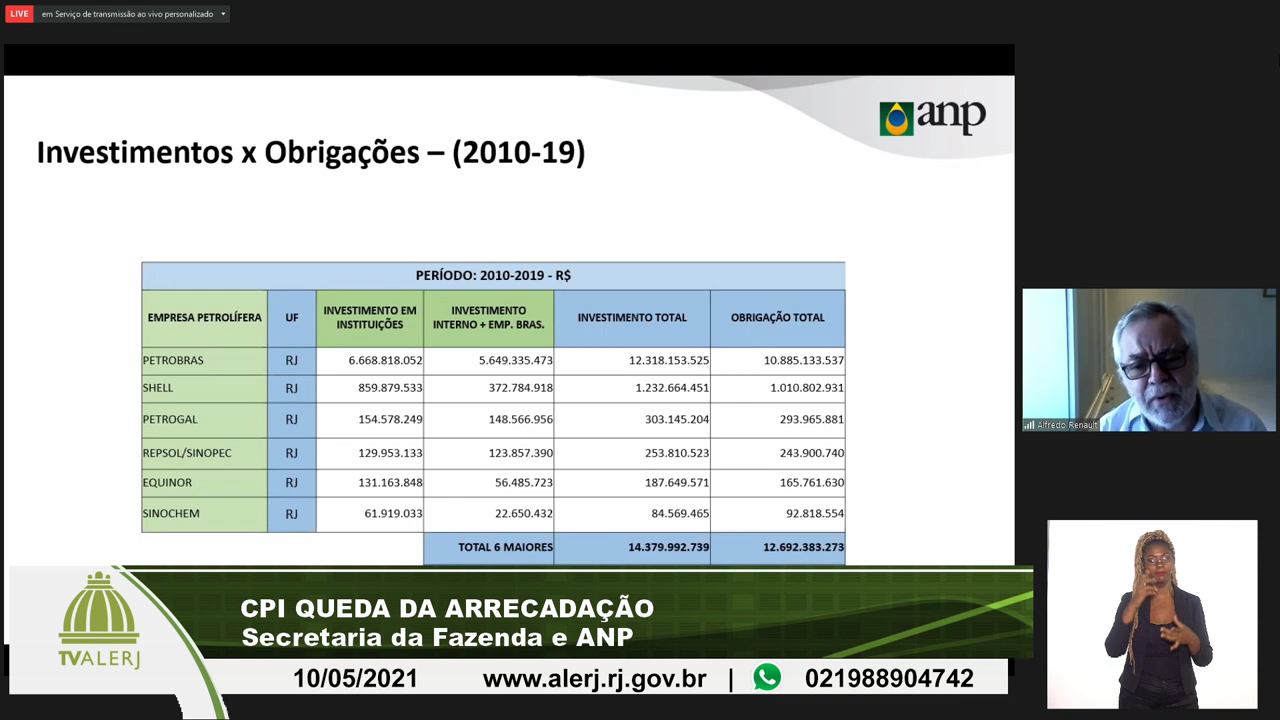 LIVE em Serviço de transmissão ao vivo personalizado
anp
Investimentos x Obrigações – (2010-19)
PERÍODO: 2010-2019 - R$
EMPRESA PETROLÍFERA UF INVESTIMENTO EM INSTITUIÇÕES INVESTIMENTO INTERNO + EMP. BRAS. INVESTIMENTO TOTAL OBRIGAÇÃO TOTAL
PETROBRAS RJ 6.668.818.052 5.649.335.473 12.318.153.525 10.885.133.537
SHELL RJ 859.879.533 372.784.918 1.232.664.451 1.010.802.931
PETROGAL RJ 154.578.249 148.566.956 303.145.204 293.965.881
REPSOL/SINOPEC RJ 129.953.133 123.857.390 253.810.523 243.900.740
EQUINOR RJ 131.163.848 56.485.723 187.649.571 165.761.630
SINOCHEM RJ 61.919.033 22.650.432 84.569.465 92.818.554
TOTAL 6 MAIORES 14.379.992.739 12.692.383.273
Alfredo Renault
TVALERJ
CPI QUEDA DA ARRECADAÇÃO
Secretaria da Fazenda e ANP
10/05/2021 www.alerj.rj.gov.br | 021988904742